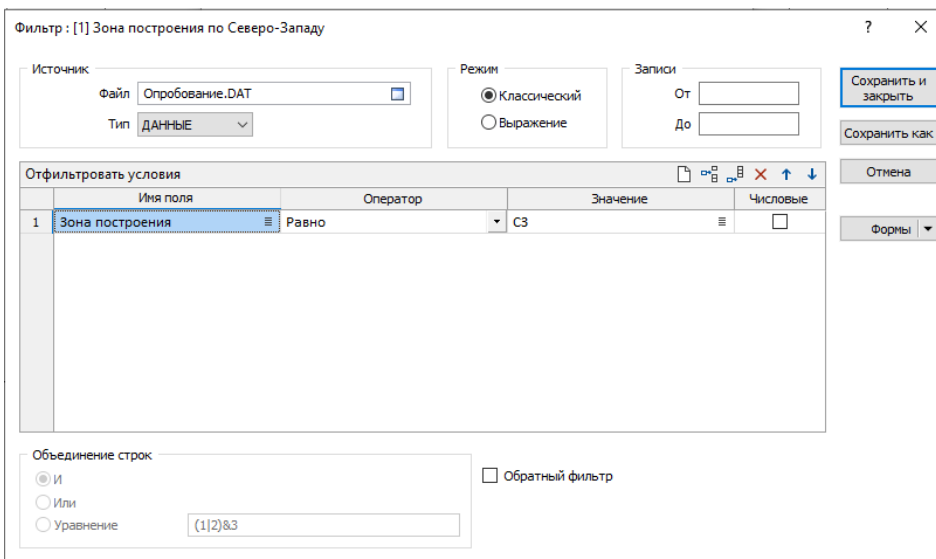 Фильтр : [1] Зона построения по Северо-Западу
? ×
Источник
Файл Опробование.DAT
Тип ДАННЫЕ
Режим
Классический
Выражение
Записи
От
До
Сохранить и закрыть
Сохранить как
Отмена
Формы
Отфильтровать условия
Имя поля Оператор Значение Числовые
1 Зона построения Равно СЗ
Объединение строк
И
Или
Уравнение (1|2)&3
Обратный фильтр